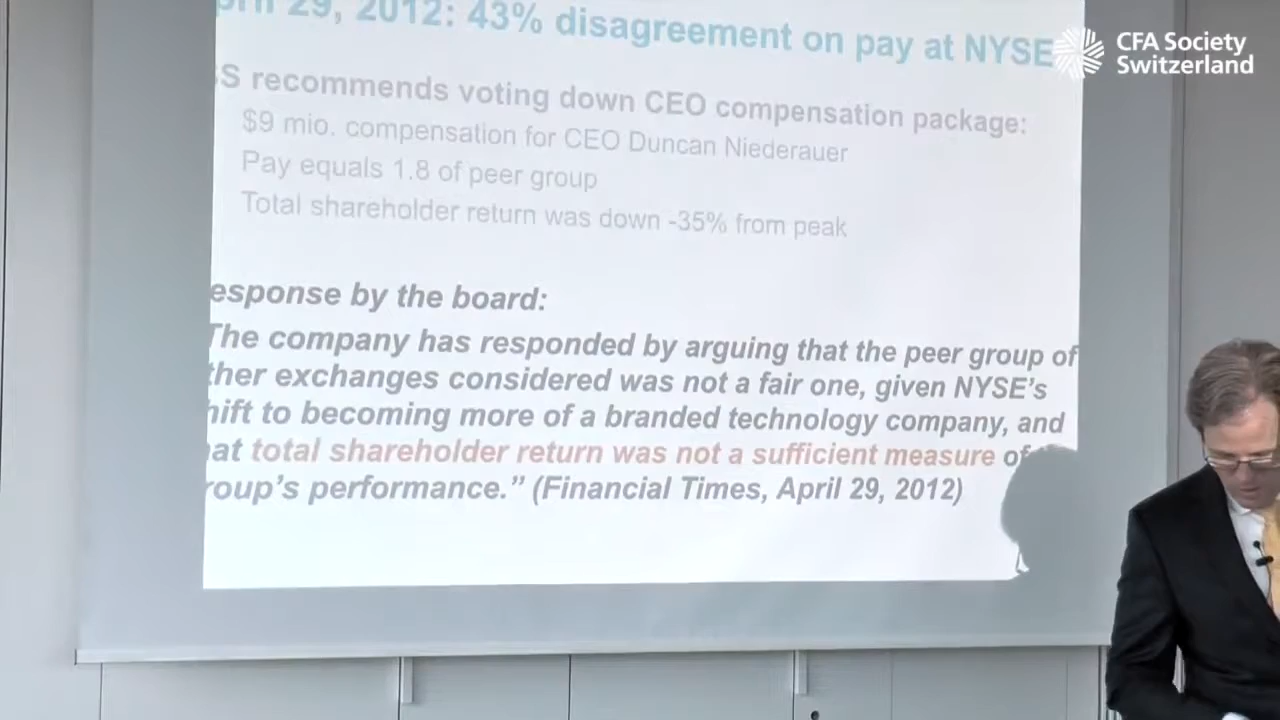 pril 29, 2012: 43% disagreement on pay at NYSE
CFA Society
Switzerland
SS recommends voting down CEO compensation package:
$9 mio. compensation for CEO Duncan Niederauer
Pay equals 1.8 of peer group
Total shareholder return was down -35% from peak
esponse by the board:
The company has responded by arguing that the peer group of
ther exchanges considered was not a fair one, given NYSE's
hift to becoming more of a branded technology company, and
at total shareholder return was not a sufficient measure of
roup's performance.” (Financial Times, April 29, 2012)